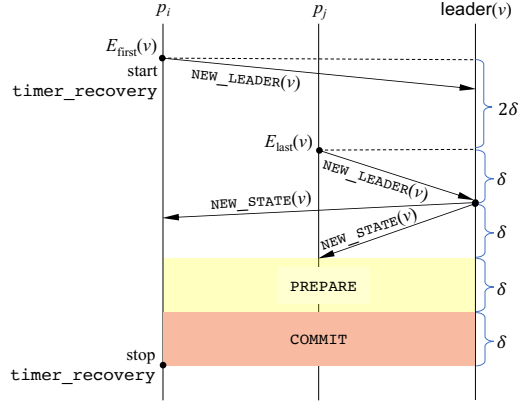 p_i p_j leader(v)
E_first(v)
start
timer_recovery
NEW_LEADER(v)
2δ
E_last(v)
NEW_LEADER(v)
δ
NEW_STATE(v)
NEW_STATE(v)
δ
PREPARE
δ
COMMIT
δ
stop
timer_recovery